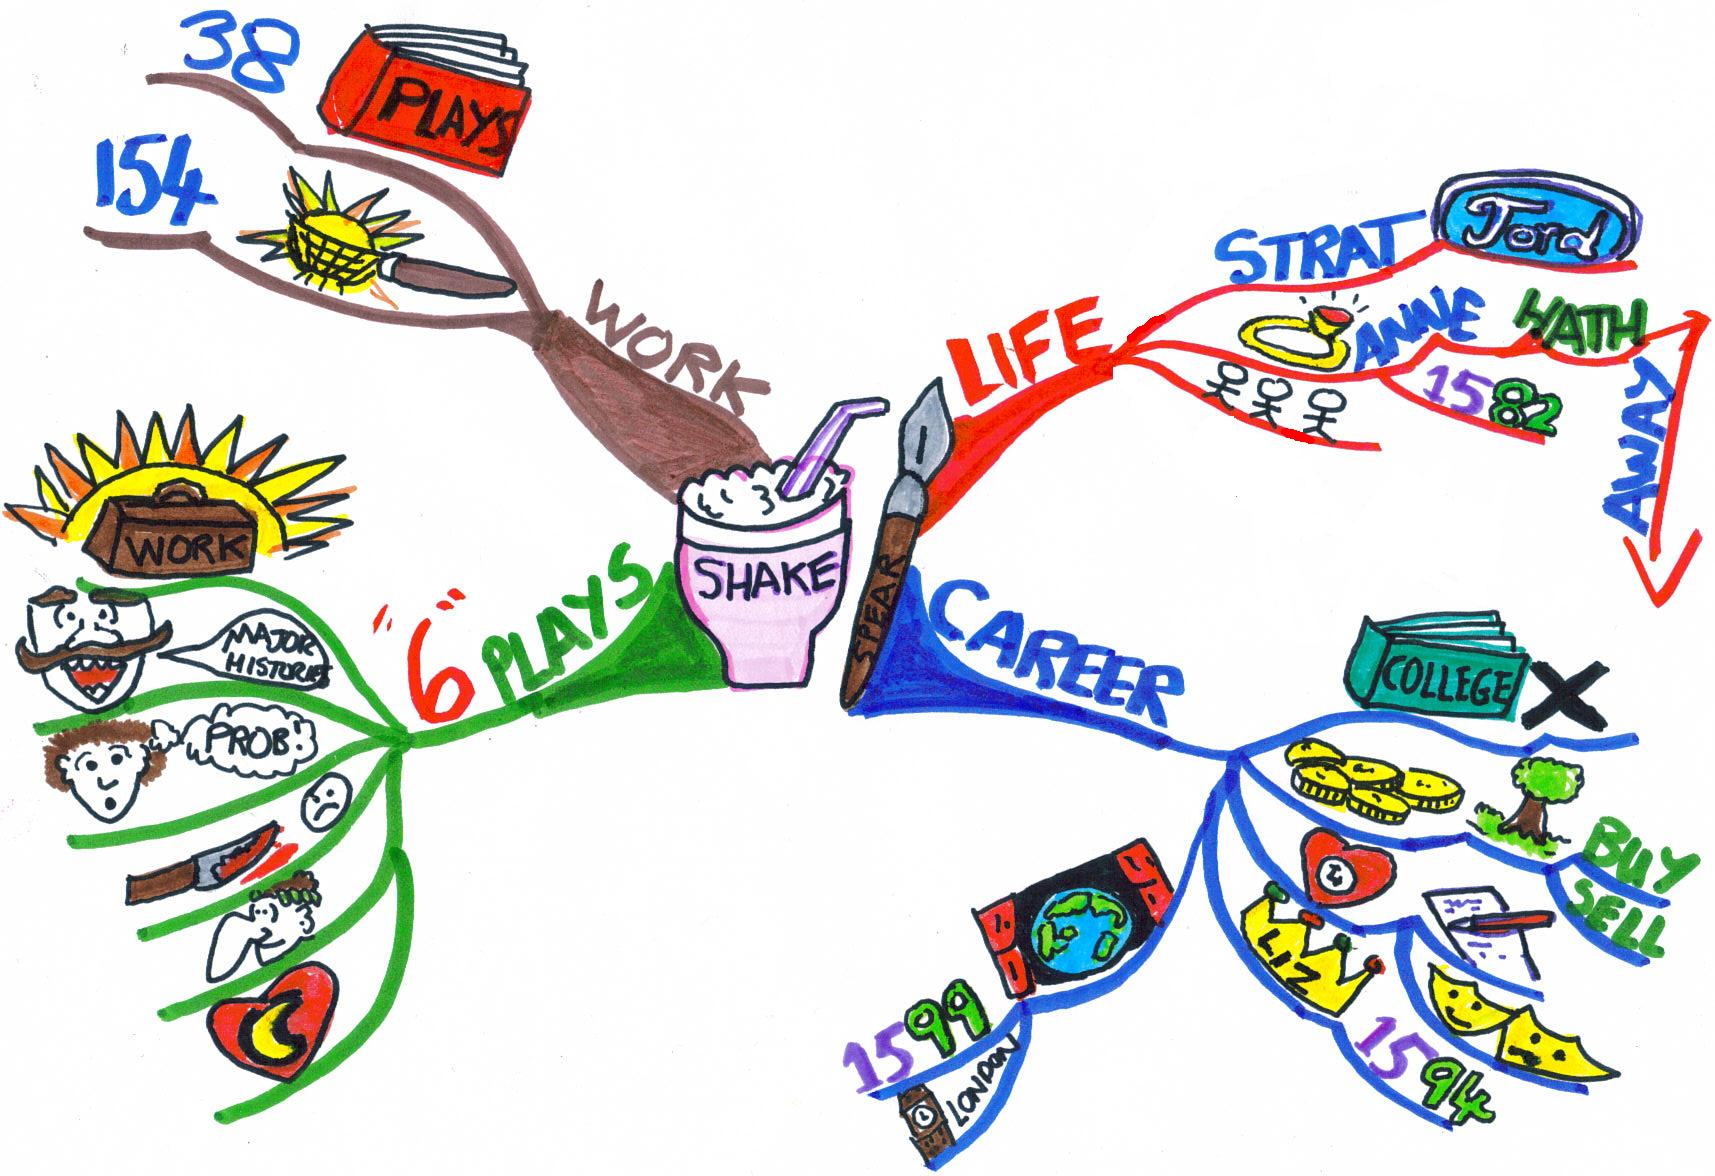 38
PLAYS
154
WORK
STRAT
Ford
LIFE
ANNE
HATH
1582
AWAY
WORK
SHAKE
SPEAR
MAJOR
HISTORIES
"6" PLAYS
PROB!
CAREER
COLLEGE
BUY
SELL
LIZ
1594
1599
LONDON